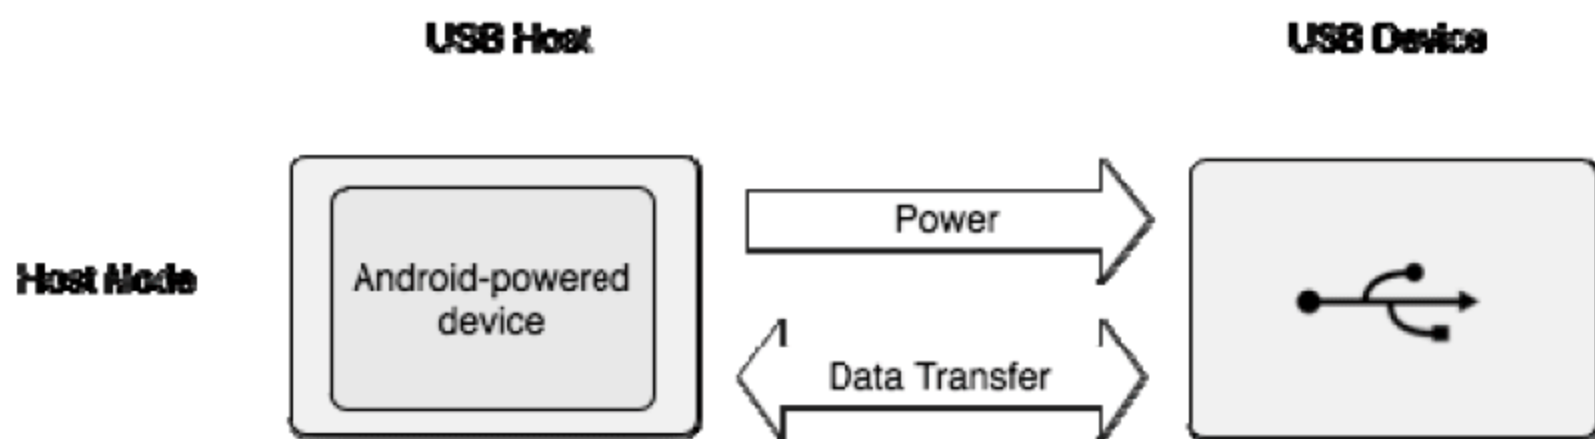 USB Host
USB Device
Power
Host Mode
Android-powered
device
Data Transfer